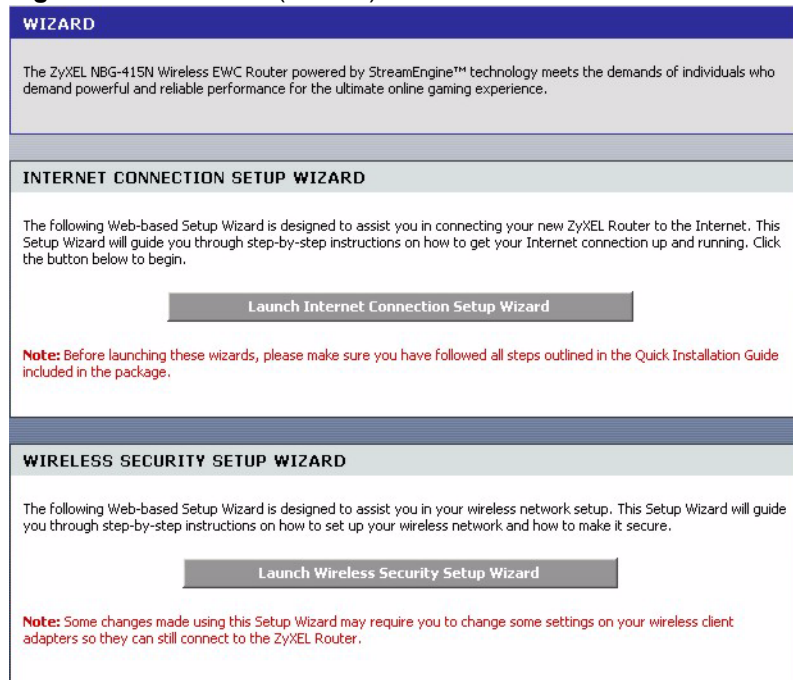 WIZARD
The ZyXEL NBG-415N Wireless EWC Router powered by StreamEngine™ technology meets the demands of individuals who
demand powerful and reliable performance for the ultimate online gaming experience.
INTERNET CONNECTION SETUP WIZARD
The following Web-based Setup Wizard is designed to assist you in connecting your new ZyXEL Router to the Internet. This
Setup Wizard will guide you through step-by-step instructions on how to get your Internet connection up and running. Click
the button below to begin.
Launch Internet Connection Setup Wizard
Note: Before launching these wizards, please make sure you have followed all steps outlined in the Quick Installation Guide
included in the package.
WIRELESS SECURITY SETUP WIZARD
The following Web-based Setup Wizard is designed to assist you in your wireless network setup. This Setup Wizard will guide
you through step-by-step instructions on how to set up your wireless network and how to make it secure.
Launch Wireless Security Setup Wizard
Note: Some changes made using this Setup Wizard may require you to change some settings on your wireless client
adapters so they can still connect to the ZyXEL Router.